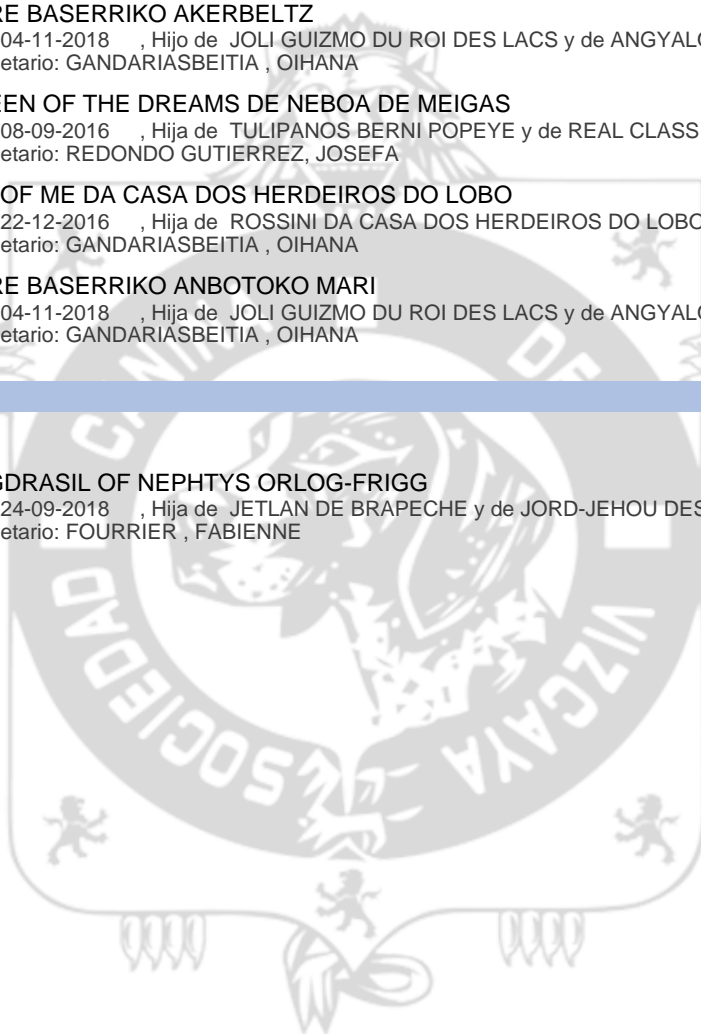 RE BASERRIKO AKERBELTZ
04-11-2018 , Hijo de JOLI GUIZMO DU ROI DES LACS y de ANGYALO
etario: GANDARIASBEITIA , OIHANA
EEN OF THE DREAMS DE NEBOA DE MEIGAS
08-09-2016 , Hija de TULIPANOS BERNI POPEYE y de REAL CLASS
etario: REDONDO GUTIERREZ, JOSEFA
OF ME DA CASA DOS HERDEIROS DO LOBO
22-12-2016 , Hija de ROSSINI DA CASA DOS HERDEIROS DO LOBO
etario: GANDARIASBEITIA , OIHANA
RE BASERRIKO ANBOTOKO MARI
04-11-2018 , Hija de JOLI GUIZMO DU ROI DES LACS y de ANGYALO
etario: GANDARIASBEITIA , OIHANA
GDRASIL OF NEPHTYS ORLOG-FRIGG
24-09-2018 , Hija de JETLAN DE BRAPECHE y de JORD-JEHOU DES
etario: FOURRIER , FABIENNE
SOCIEDAD CANINA DE VIZCAYA